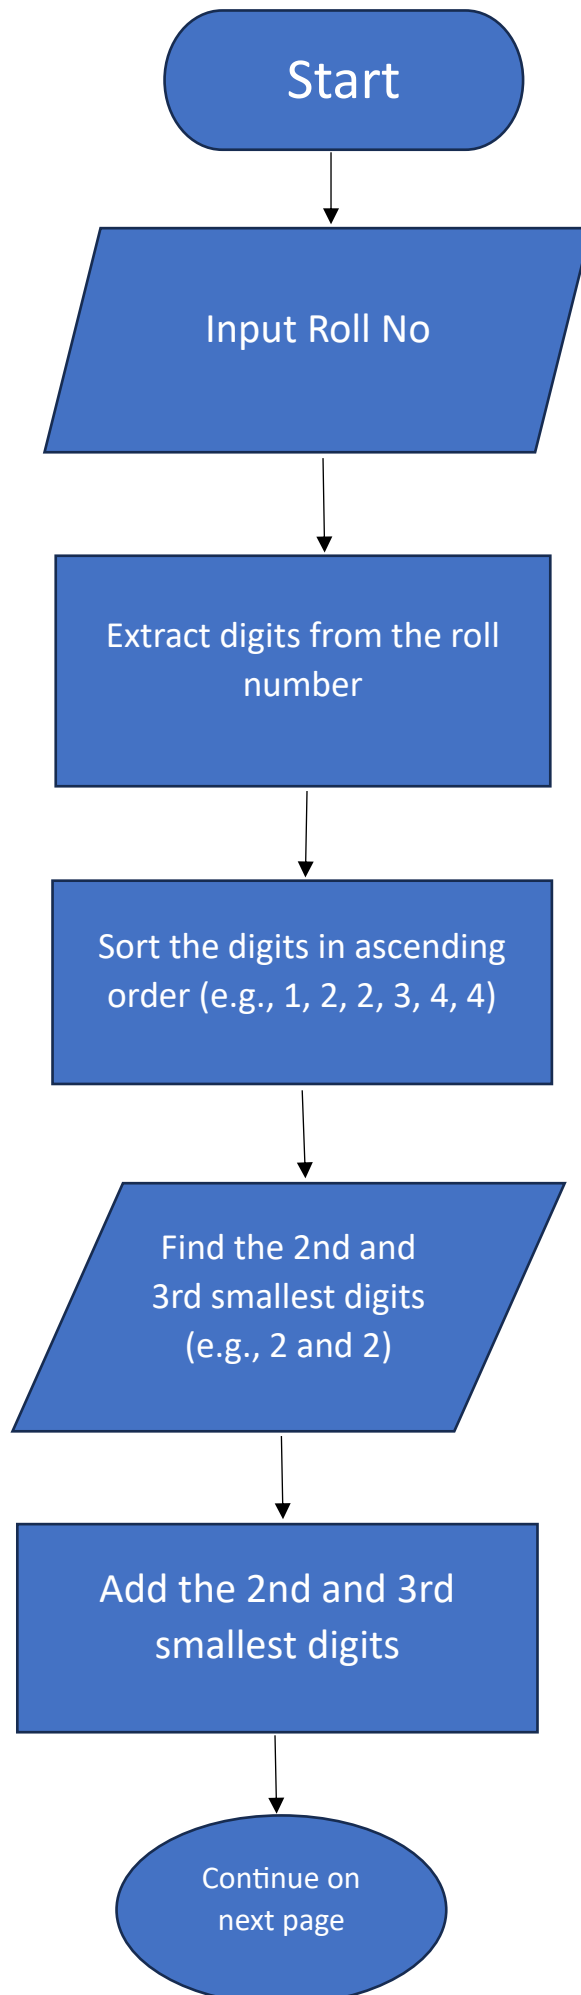 Start
Input Roll No
Extract digits from the roll
number
Sort the digits in ascending
order (e.g., 1, 2, 2, 3, 4, 4)
Find the 2nd and
3rd smallest digits
(e.g., 2 and 2)
Add the 2nd and 3rd
smallest digits
Continue on
next page